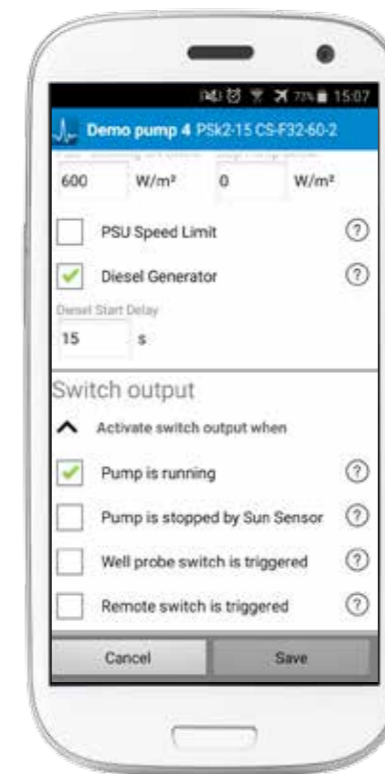 73% 15:07
Demo pump 4 PSk2-15 CS-F32-60-2
600 W/m² 0 W/m²
PSU Speed Limit ?
Diesel Generator ?
Diesel Start Delay
15 s
Switch output
Activate switch output when
Pump is running ?
Pump is stopped by Sun Sensor ?
Well probe switch is triggered ?
Remote switch is triggered ?
Cancel Save